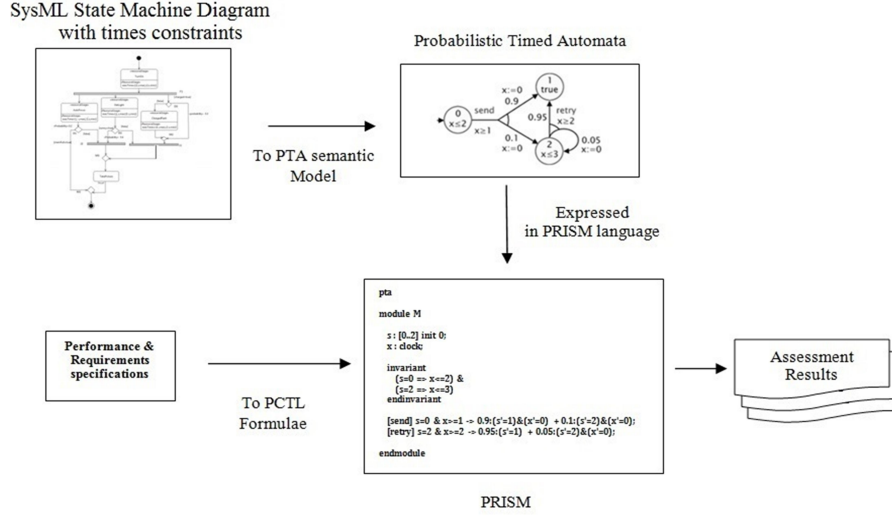 SysML State Machine Diagram
with times constraints
Probabilistic Timed Automata
To PTA semantic
Model
0
x≤2
send
x≥1
x:=0
0.9
1
true
0.95
retry
x≥2
0.1
x:=0
2
x≤3
0.05
x:=0
Expressed
in PRISM language
pta
module M
s : [0..2] init 0;
x : clock;
invariant
(s=0 => x<=2) &
(s=2 => x<=3)
endinvariant
[send] s=0 & x>=1 -> 0.9:(s'=1)&(x'=0) + 0.1:(s'=2)&(x'=0);
[retry] s=2 & x>=2 -> 0.95:(s'=1) + 0.05:(s'=2)&(x'=0);
endmodule
Performance &
Requirements
specifications
To PCTL
Formulae
Assessment
Results
PRISM